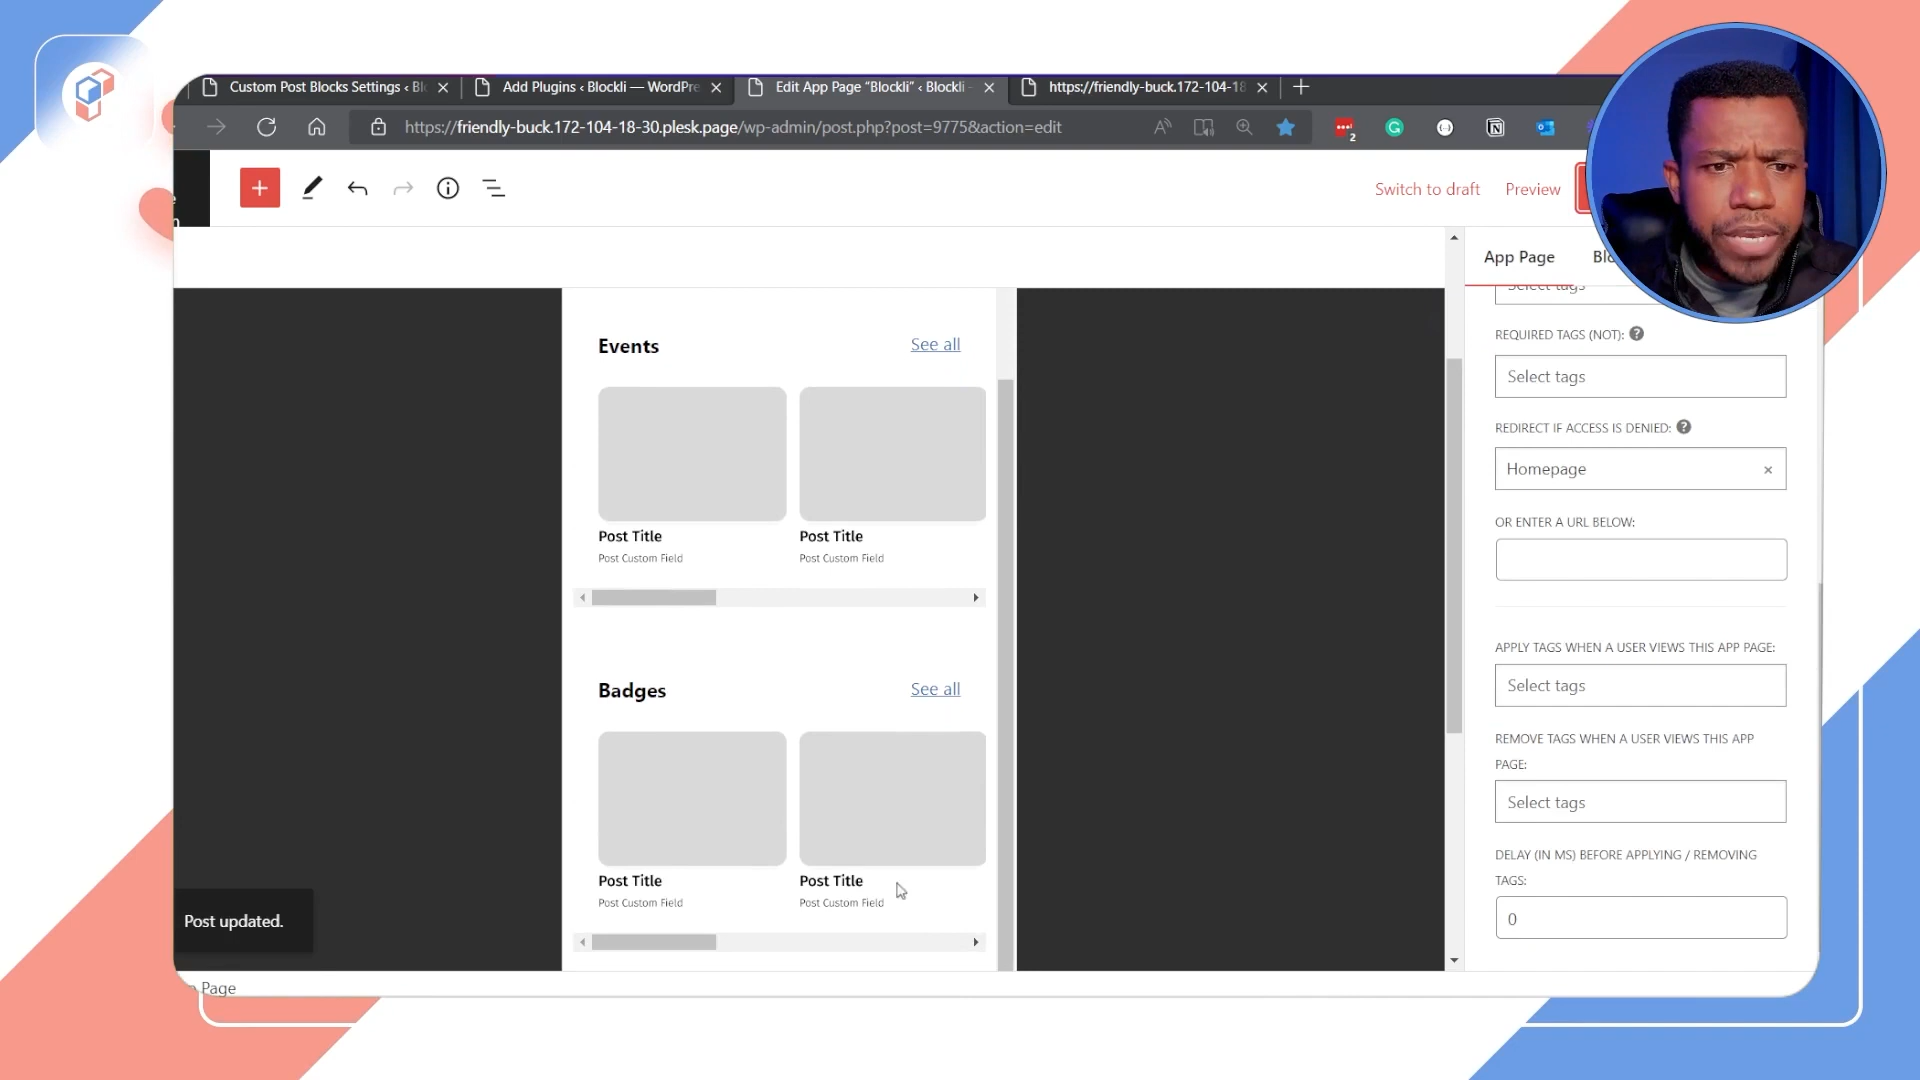 Custom Post Blocks Settings ‹ Bl
Add Plugins ‹ Blockli — WordPre
Edit App Page “Blockli” ‹ Blockli -
https://friendly-buck.172-104-18
https://friendly-buck.172-104-18-30.plesk.page/wp-admin/post.php?post=9775&action=edit
2
Switch to draft
Preview
App Page
Blo
Select tags
REQUIRED TAGS (NOT):
Select tags
REDIRECT IF ACCESS IS DENIED:
Homepage
OR ENTER A URL BELOW:
APPLY TAGS WHEN A USER VIEWS THIS APP PAGE:
Select tags
REMOVE TAGS WHEN A USER VIEWS THIS APP
PAGE:
Select tags
DELAY (IN MS) BEFORE APPLYING / REMOVING
TAGS:
0
Events
See all
Post Title
Post Custom Field
Post Title
Post Custom Field
Badges
See all
Post Title
Post Custom Field
Post Title
Post Custom Field
Post updated.
Page